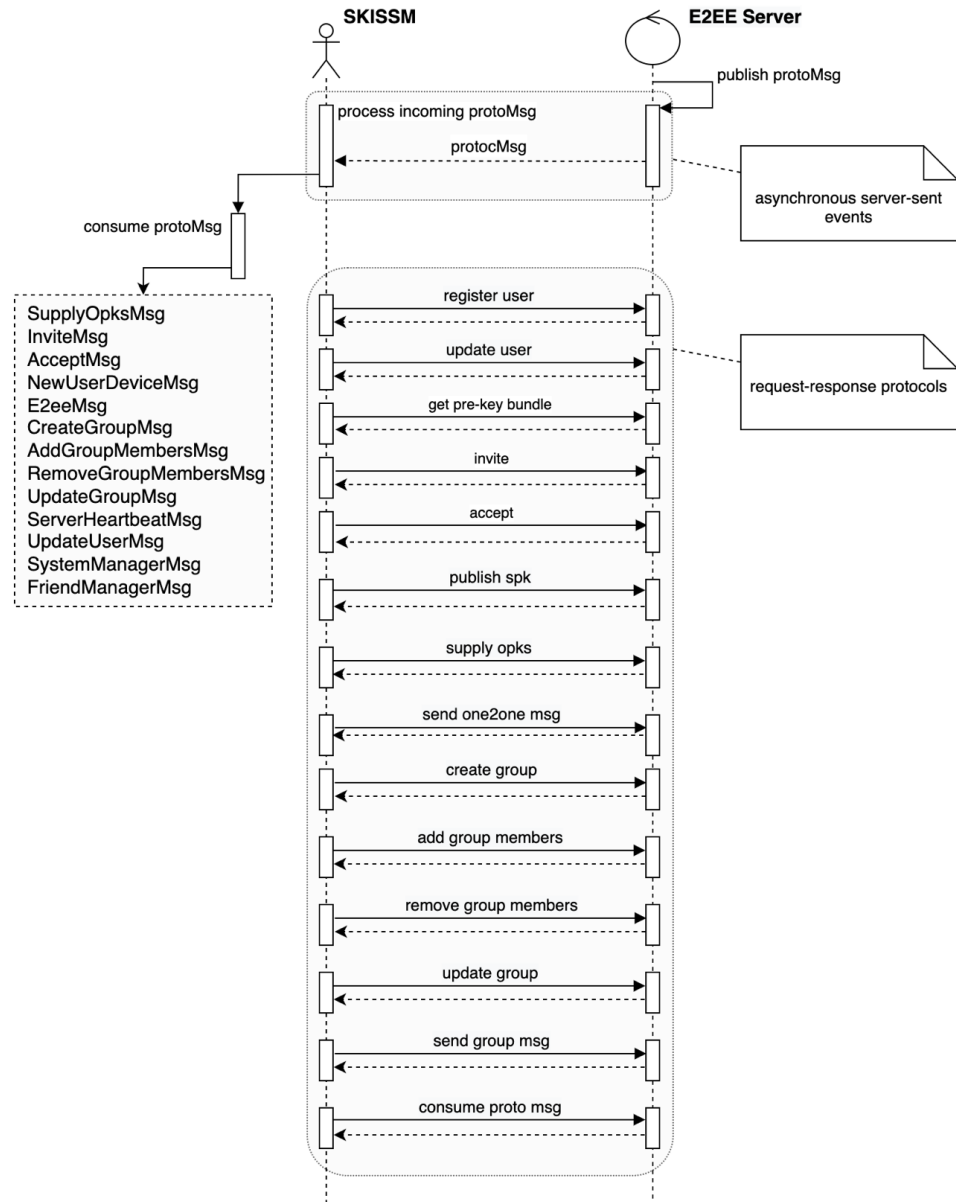 SKISSM
E2EE Server
publish protoMsg
process incoming protoMsg
protocMsg
asynchronous server-sent
events
consume protoMsg
SupplyOpksMsg
InviteMsg
AcceptMsg
NewUserDeviceMsg
E2eeMsg
CreateGroupMsg
AddGroupMembersMsg
RemoveGroupMembersMsg
UpdateGroupMsg
ServerHeartbeatMsg
UpdateUserMsg
SystemManagerMsg
FriendManagerMsg
register user
update user
get pre-key bundle
invite
accept
publish spk
supply opks
send one2one msg
create group
add group members
remove group members
update group
send group msg
consume proto msg
request-response protocols